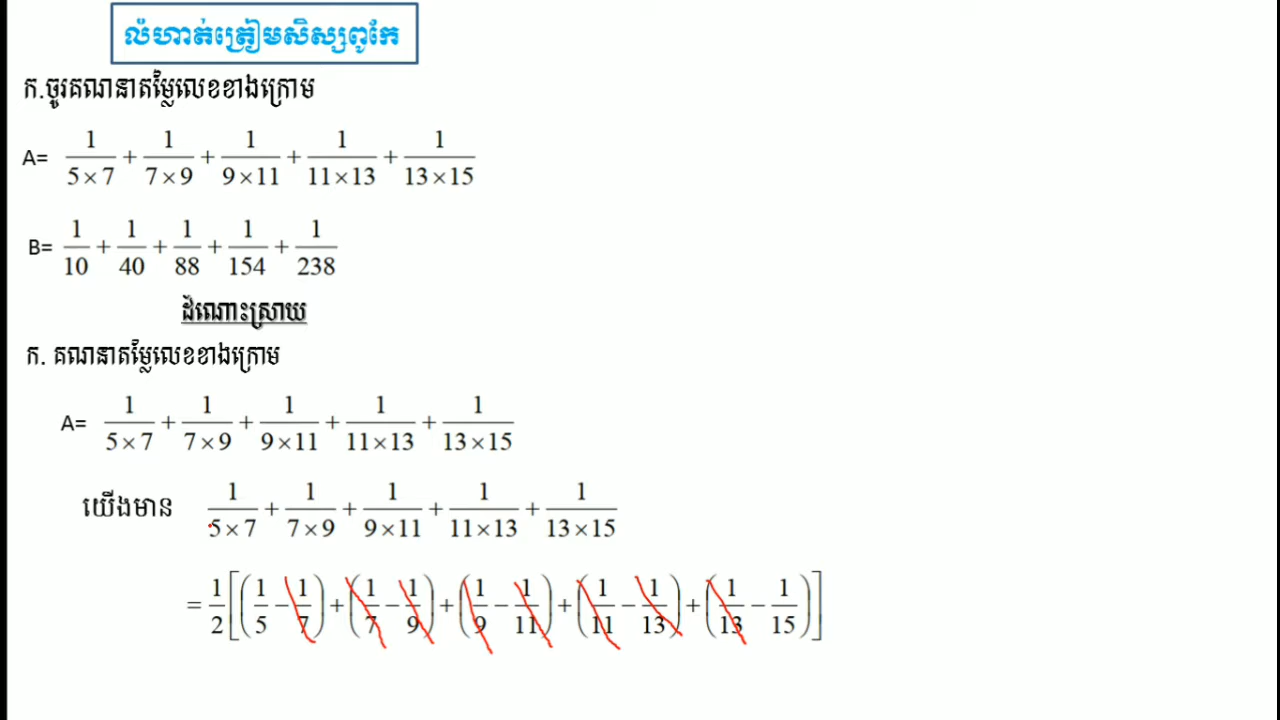 លំហាត់ត្រៀមសិស្សពូកែ
ក.ចូរគណនាតម្លៃលេខខាងក្រោម
A= 1/(5×7) + 1/(7×9) + 1/(9×11) + 1/(11×13) + 1/(13×15)
B= 1/10 + 1/40 + 1/88 + 1/154 + 1/238
ដំណោះស្រាយ
ក. គណនាតម្លៃលេខខាងក្រោម
A= 1/(5×7) + 1/(7×9) + 1/(9×11) + 1/(11×13) + 1/(13×15)
យើងមាន 1/(5×7) + 1/(7×9) + 1/(9×11) + 1/(11×13) + 1/(13×15)
= 1/2[(1/5 − 1/7) + (1/7 − 1/9) + (1/9 − 1/11) + (1/11 − 1/13) + (1/13 − 1/15)]